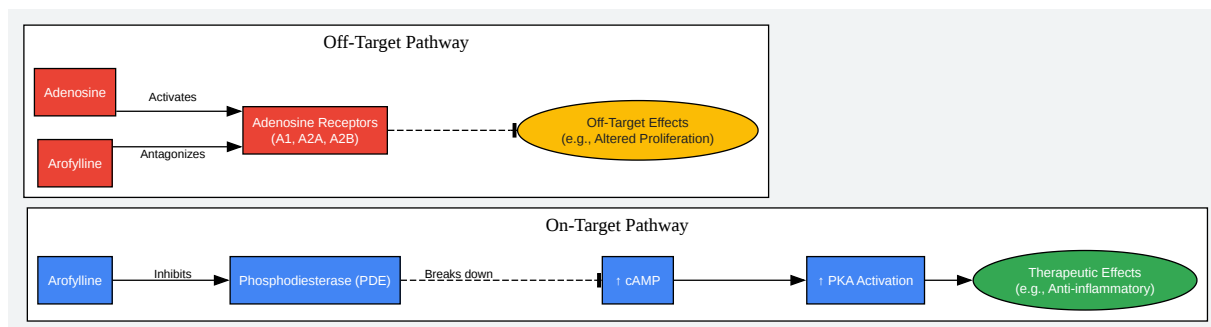 Off-Target Pathway
Adenosine
Activates
Adenosine Receptors
(A1, A2A, A2B)
Off-Target Effects
(e.g., Altered Proliferation)
Antagonizes
Arofylline
On-Target Pathway
Arofylline
Inhibits
Phosphodiesterase (PDE)
Breaks down
↑ cAMP
↑ PKA Activation
Therapeutic Effects
(e.g., Anti-inflammatory)